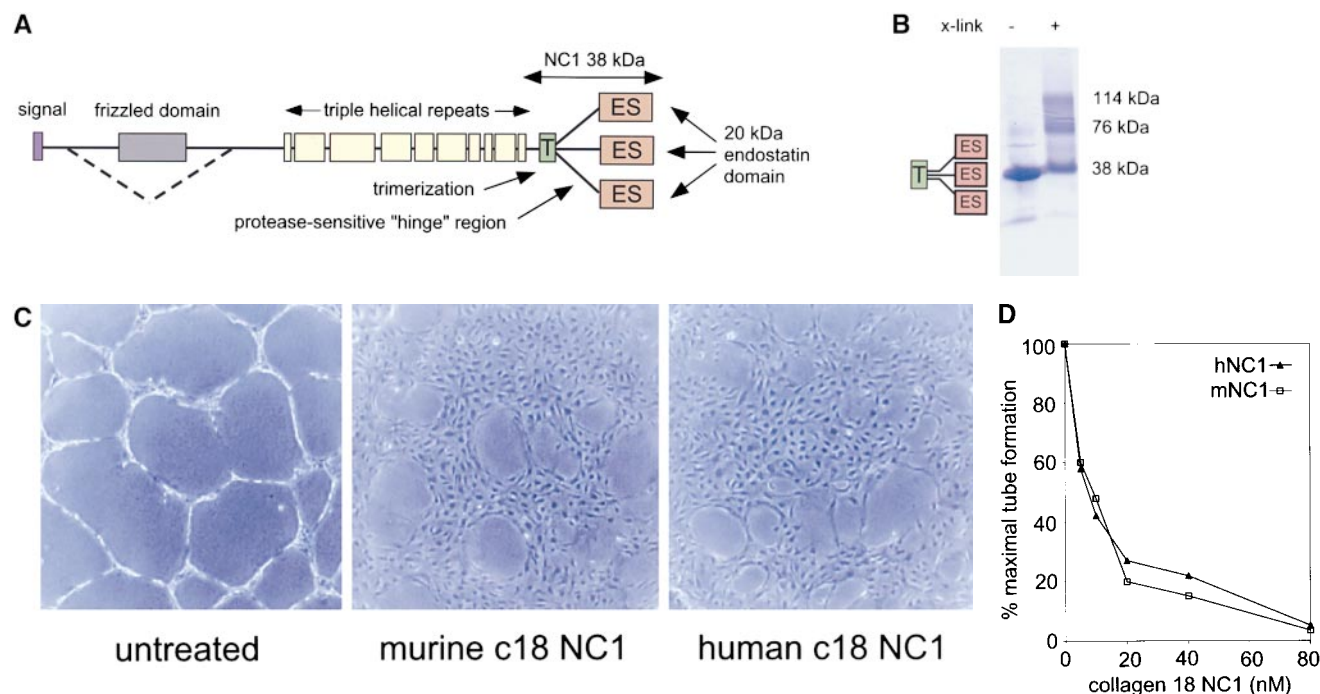 A
NC1 38 kDa
signal
frizzled domain
triple helical repeats
ES
T
ES
ES
20 kDa
endostatin
domain
trimerization
protease-sensitive "hinge" region
B
x-link - +
114 kDa
76 kDa
38 kDa
ES
T
ES
ES
C
untreated
murine c18 NC1
human c18 NC1
D
% maximal tube formation
100
80
60
40
20
0
hNC1
mNC1
0 20 40 60 80
collagen 18 NC1 (nM)